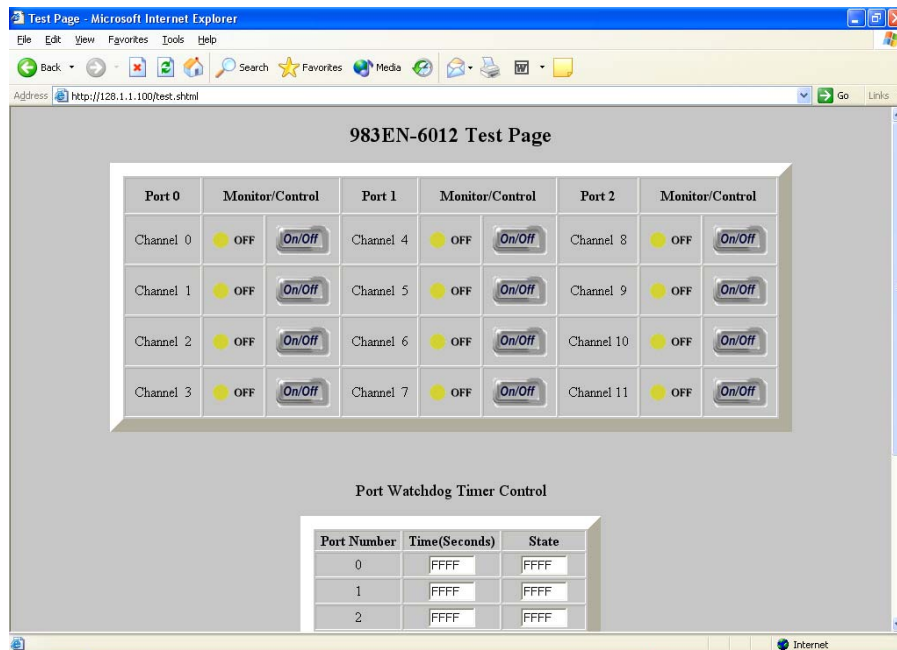 Test Page - Microsoft Internet Explorer
File Edit View Favorites Tools Help
Back Search Favorites Media
Address http://128.1.1.100/test.shtml Go Links
983EN-6012 Test Page
Port 0 Monitor/Control Port 1 Monitor/Control Port 2 Monitor/Control
Channel 0 OFF On/Off Channel 4 OFF On/Off Channel 8 OFF On/Off
Channel 1 OFF On/Off Channel 5 OFF On/Off Channel 9 OFF On/Off
Channel 2 OFF On/Off Channel 6 OFF On/Off Channel 10 OFF On/Off
Channel 3 OFF On/Off Channel 7 OFF On/Off Channel 11 OFF On/Off
Port Watchdog Timer Control
Port Number Time(Seconds) State
0 FFFF FFFF
1 FFFF FFFF
2 FFFF FFFF
Internet